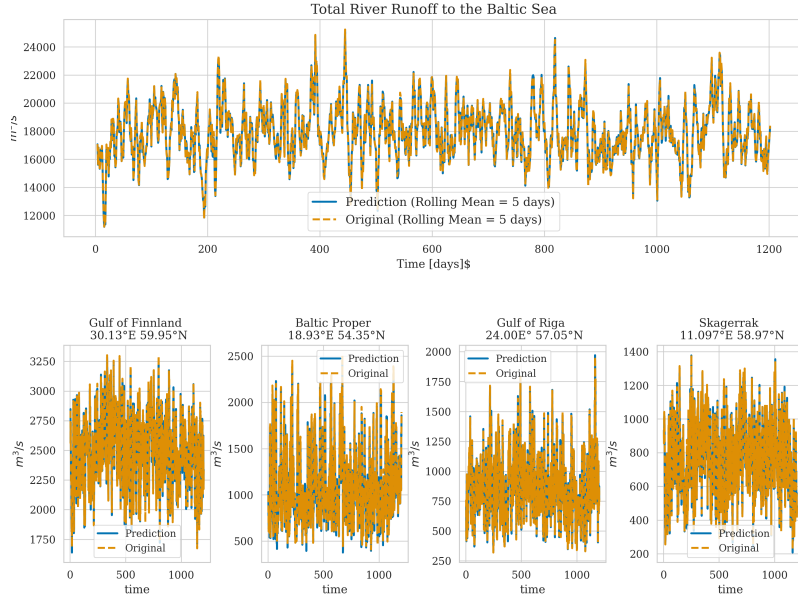 Total River Runoff to the Baltic Sea
24000
22000
20000
18000
16000
14000
12000
Prediction (Rolling Mean = 5 days)
Original (Rolling Mean = 5 days)
0 200 400 600 800 1000 1200
Time [days]$
Gulf of Finnland
30.13°E 59.95°N
3250
3000
2750
2500
2250
2000
1750
m³/s
Prediction
Original
0 1000
time
Baltic Proper
18.93°E 54.35°N
2500
2000
1500
1000
500
m³/s
Prediction
Original
0 500 1000
time
Gulf of Riga
24.00E° 57.05°N
2000
1750
1500
1250
1000
750
500
250
m³/s
Prediction
Original
0 500 1000
time
Skagerrak
11.097°E 58.97°N
1400
1200
1000
800
600
400
200
m³/s
Prediction
Original
0 500 1000
time